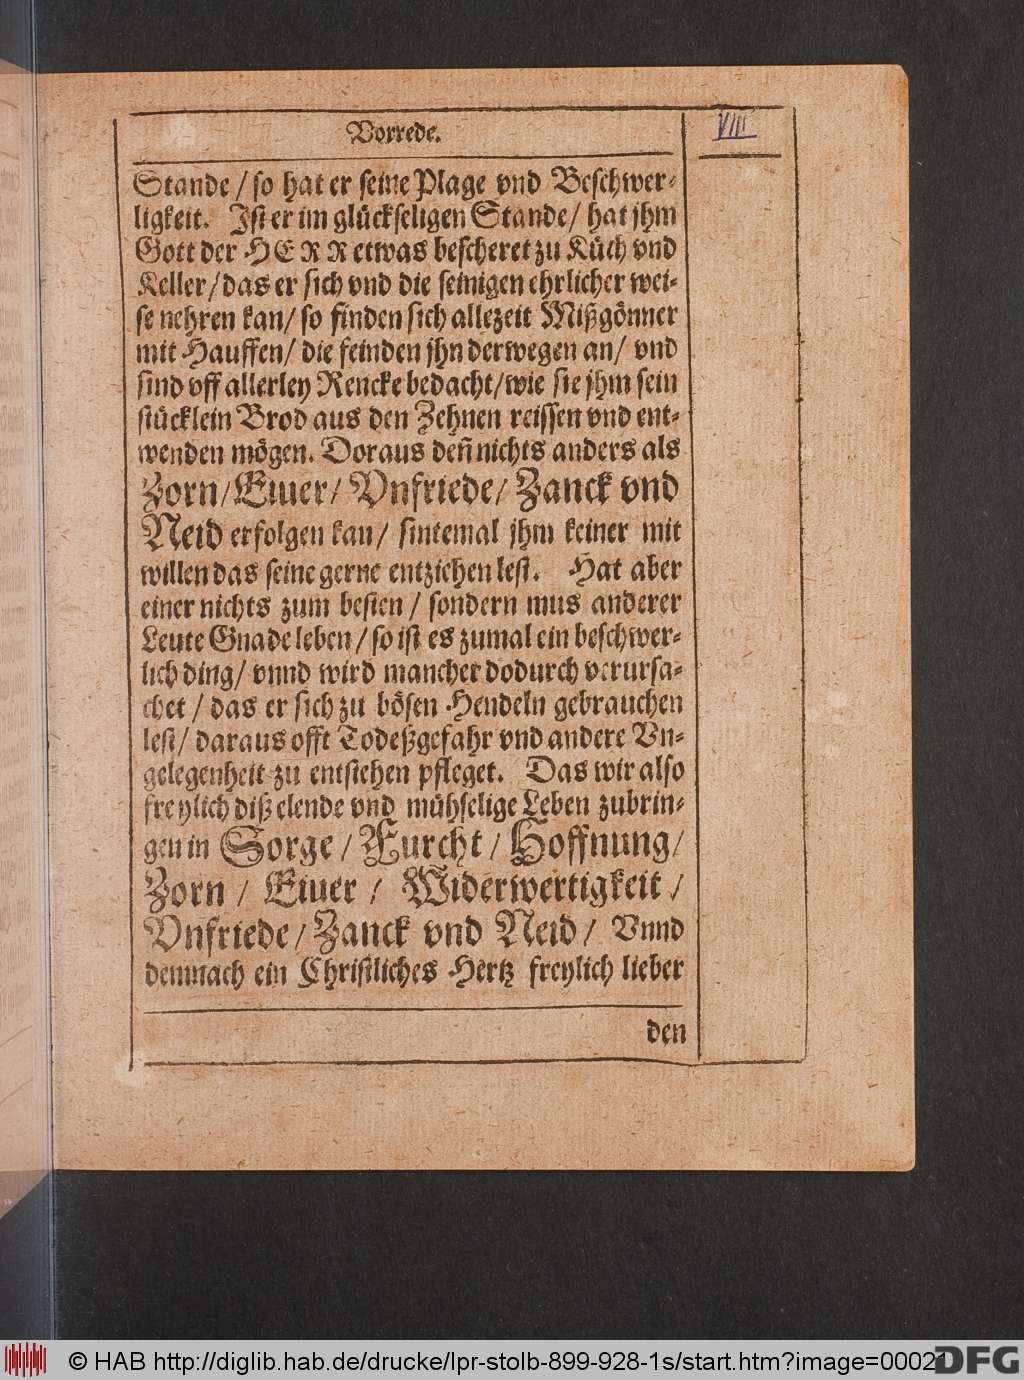 Vorrede.
VIII
Stande / so hat er seine Plage vnd Beschwer-
ligkeit. Ist er im glückseligen Stande / hat jhm
Gott der HERR etwas bescheret zu Küch vnd
Keller / das er sich vnd die seinigen ehrlicher wei-
se nehren kan / so finden sich allezeit Mißgönner
mit Hauffen / die feinden jhn derwegen an / vnd
sind vff allerley Rencke bedacht / wie sie jhm sein
stücklein Brod aus den Zehnen reissen vnd ent-
wenden mögen. Doraus deñ nichts anders als
Zorn / Eiuer / Vnfriede / Zanck vnd
Neid erfolgen kan / sintemal jhm keiner mit
willen das seine gerne entziehen lest. Hat aber
einer nichts zum besten / sondern mus anderer
Leute Gnade leben / so ist es zumal ein beschwer-
lich ding / vnnd wird mancher dodurch verursa-
chet / das er sich zu bösen Hendeln gebrauchen
lest / daraus offt Todeßgefahr vnd andere Vn-
gelegenheit zu entstehen pfleget. Das wir also
freylich diß elende vnd mühselige Leben zubrin-
gen in Sorge / Furcht / Hoffnung /
Zorn / Eiuer / Widerwertigkeit /
Vnfriede / Zanck vnd Neid / Vnnd
demnach ein Christliches Hertz freylich lieber
den
© HAB http://diglib.hab.de/drucke/lpr-stolb-899-928-1s/start.htm?image=00021
DFG